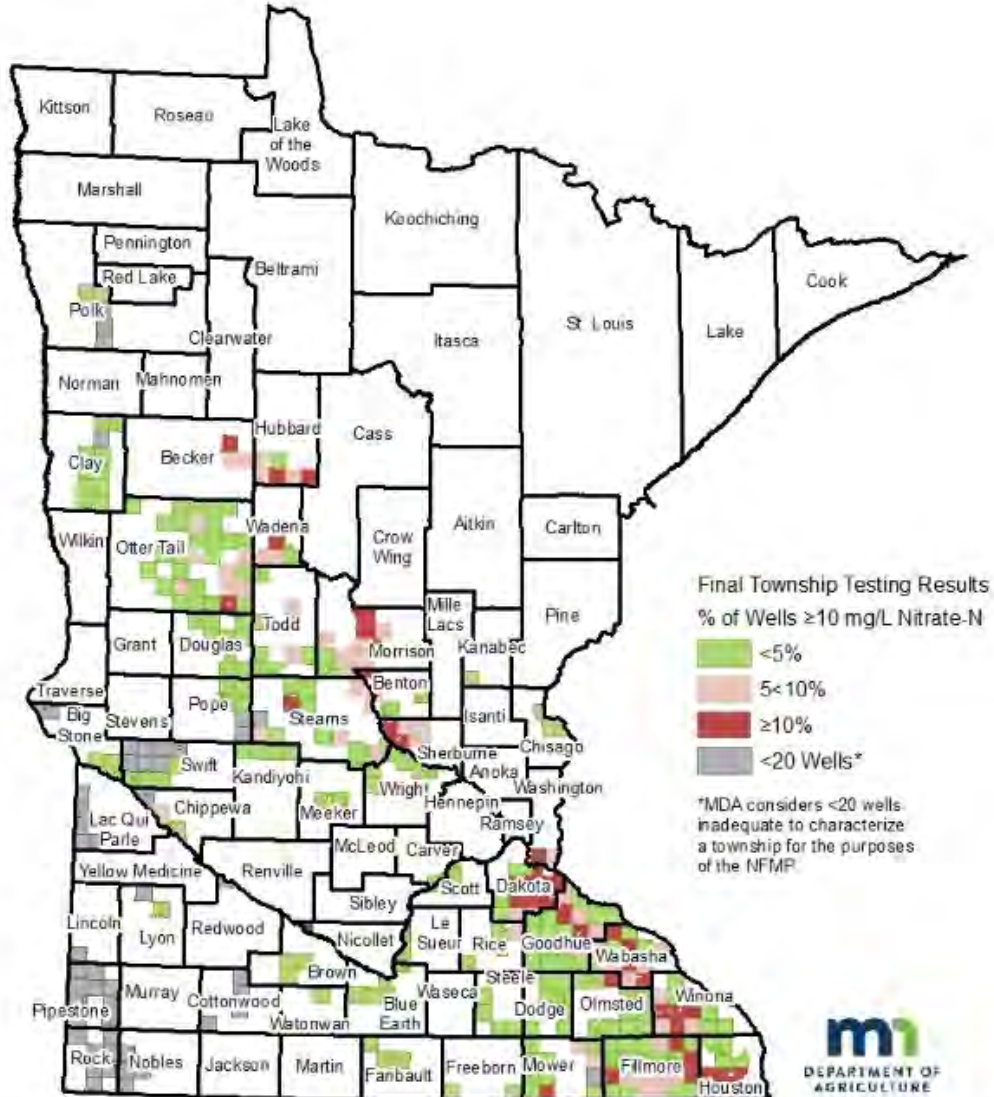 Kittson
Roseau
Lake
of the
Woods
Marshall
Koochiching
Pennington
Red Lake
Beltrami
Cook
Polk
St. Louis
Lake
Clearwater
Itasca
Norman
Mahnomen
Hubbard
Cass
Clay
Becker
Aitkin
Carlton
Wadena
Crow
Wing
Wilkin
Otter Tail
Final Township Testing Results
% of Wells ≥10 mg/L Nitrate-N
<5%
5<10%
≥10%
<20 Wells*
*MDA considers <20 wells
inadequate to characterize
a township for the purposes
of the NFMP
Mille
Lacs
Pine
Todd
Grant
Douglas
Morrison
Kanabec
Benton
Traverse
Big
Stone
Stevens
Pope
Stearns
Isanti
Sherburne
Chisago
Swift
Kandiyohi
Anoka
Wright
Washington
Hennepin
Chippewa
Meeker
Ramsey
Lac Qui
Parle
McLeod
Carver
Yellow Medicine
Renville
Scott
Dakota
Sibley
Lincoln
Lyon
Redwood
Nicollet
Le
Sueur
Rice
Goodhue
Wabasha
Brown
Steele
Pipestone
Murray
Cottonwood
Watonwan
Blue
Earth
Waseca
Dodge
Olmsted
Winona
Rock
Nobles
Jackson
Martin
Faribault
Freeborn
Mower
Fillmore
Houston
mn
DEPARTMENT OF
AGRICULTURE